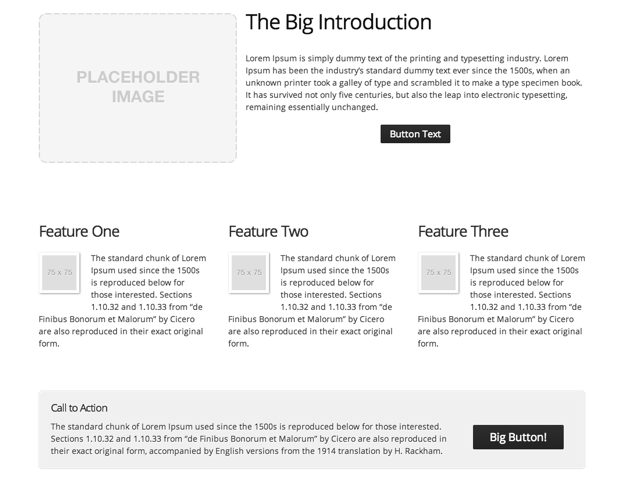 PLACEHOLDER
IMAGE
The Big Introduction
Lorem Ipsum is simply dummy text of the printing and typesetting industry. Lorem
Ipsum has been the industry's standard dummy text ever since the 1500s, when an
unknown printer took a galley of type and scrambled it to make a type specimen book.
It has survived not only five centuries, but also the leap into electronic typesetting,
remaining essentially unchanged.
Button Text
Feature One
75 x 75
The standard chunk of Lorem
Ipsum used since the 1500s
is reproduced below for
those interested. Sections
1.10.32 and 1.10.33 from “de
Finibus Bonorum et Malorum” by Cicero
are also reproduced in their exact original
form.
Feature Two
75 x 75
The standard chunk of Lorem
Ipsum used since the 1500s
is reproduced below for
those interested. Sections
1.10.32 and 1.10.33 from “de
Finibus Bonorum et Malorum” by Cicero
are also reproduced in their exact original
form.
Feature Three
75 x 75
The standard chunk of Lorem
Ipsum used since the 1500s
is reproduced below for
those interested. Sections
1.10.32 and 1.10.33 from “de
Finibus Bonorum et Malorum” by Cicero
are also reproduced in their exact original
form.
Call to Action
The standard chunk of Lorem Ipsum used since the 1500s is reproduced below for those interested.
Sections 1.10.32 and 1.10.33 from “de Finibus Bonorum et Malorum” by Cicero are also reproduced in
their exact original form, accompanied by English versions from the 1914 translation by H. Rackham.
Big Button!